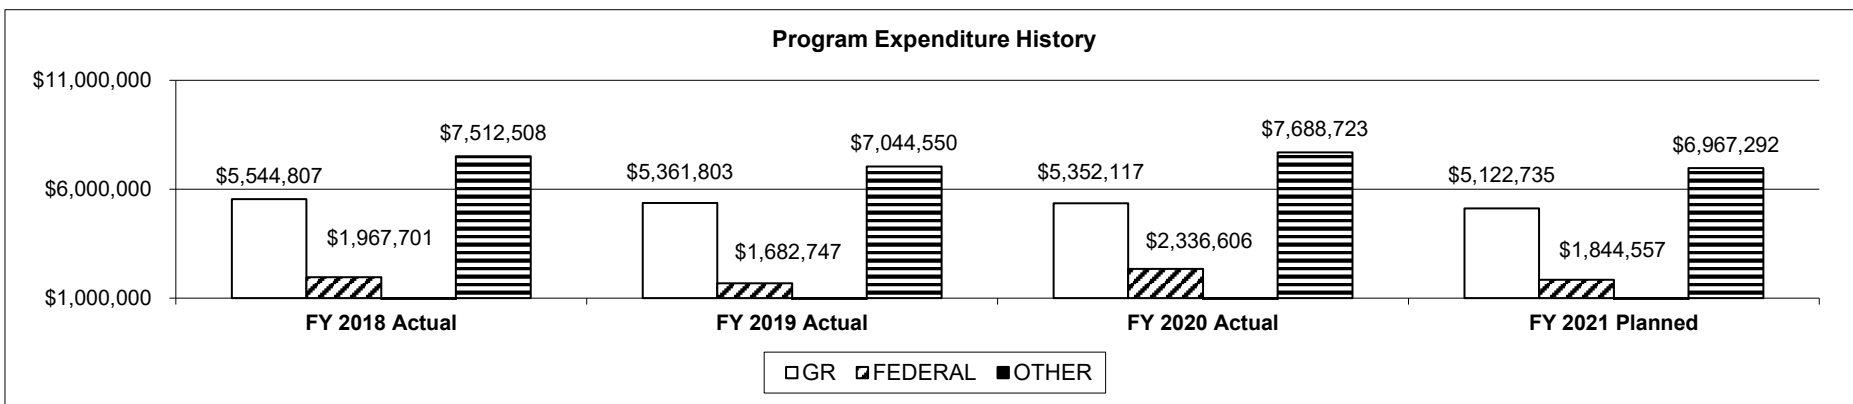 Program Expenditure History
$11,000,000
$6,000,000
$1,000,000
$5,544,807
$1,967,701
$7,512,508
$5,361,803
$1,682,747
$7,044,550
$5,352,117
$2,336,606
$7,688,723
$5,122,735
$1,844,557
$6,967,292
FY 2018 Actual
FY 2019 Actual
FY 2020 Actual
FY 2021 Planned
GR FEDERAL OTHER